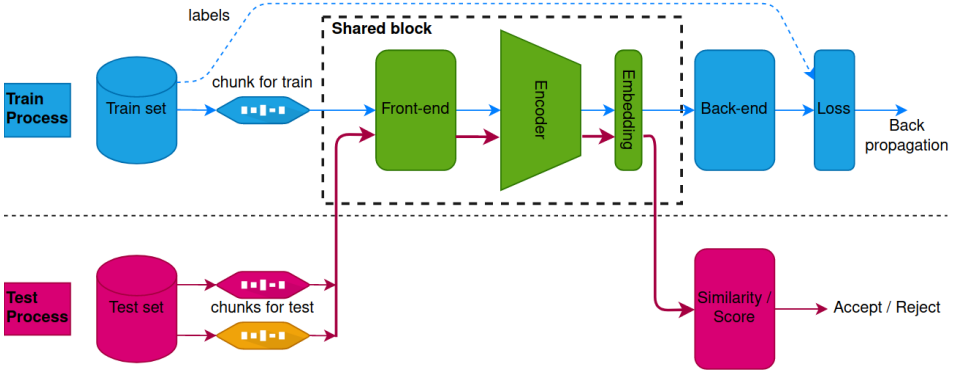 labels
Shared block
chunk for train
Train
Process
Train set
Front-end
Encoder
Embedding
Back-end
Loss
Back
propagation
Test
Process
Test set
chunks for test
Similarity /
Score
Accept / Reject